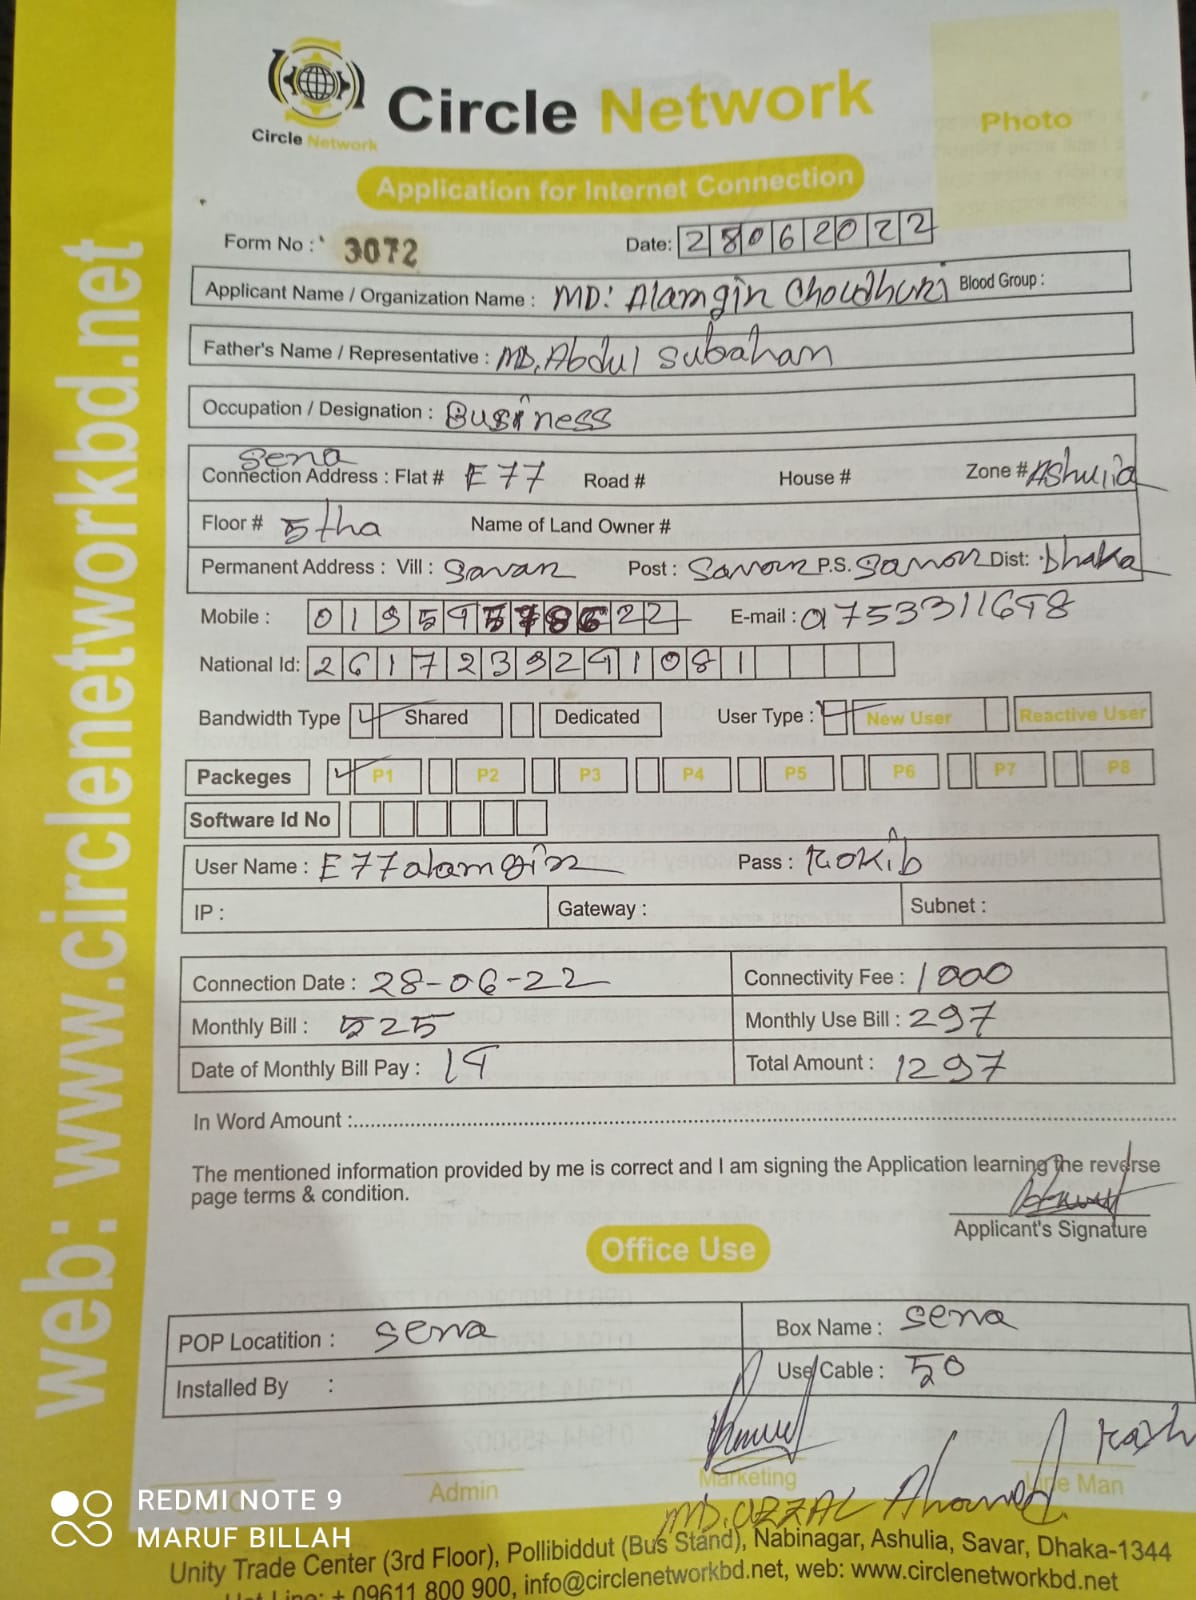 Circle Network
Circle Network
Photo
Application for Internet Connection
Form No : 3072
Date: 28062022
Applicant Name / Organization Name : MD: Alamgin Choudhuri Blood Group :
Father's Name / Representative : MD. Abdul Subaham
Occupation / Designation : Business
Sena
Connection Address : Flat # E 77 Road # House # Zone # Ashulia
Floor # 5tha Name of Land Owner #
Permanent Address : Vill : Savar Post : Savar P.S. Savar Dist: Dhaka
Mobile : E-mail : 01753311698
National Id: 2617239291081
Bandwidth Type Shared Dedicated User Type : New User Reactive User
Packeges P1 P2 P3 P4 P5 P6 P7 P8
Software Id No
User Name : E77alamgir Pass : Rokib
IP : Gateway : Subnet :
Connection Date : 28-06-22 Connectivity Fee : 1000
Monthly Bill : 525 Monthly Use Bill : 297
Date of Monthly Bill Pay : 14 Total Amount : 1297
In Word Amount :
The mentioned information provided by me is correct and I am signing the Application learning the reverse
page terms & condition.
Applicant's Signature
Office Use
POP Locatition : Sena Box Name : Sena
Installed By : Use Cable : 50
Admin Marketing Line Man
REDMI NOTE 9
MARUF BILLAH
Unity Trade Center (3rd Floor), Pollibiddut (Bus Stand), Nabinagar, Ashulia, Savar, Dhaka-1344
Hot Line: + 09611 800 900, info@circlenetworkbd.net, web: www.circlenetworkbd.net
web: www.circlenetworkbd.net